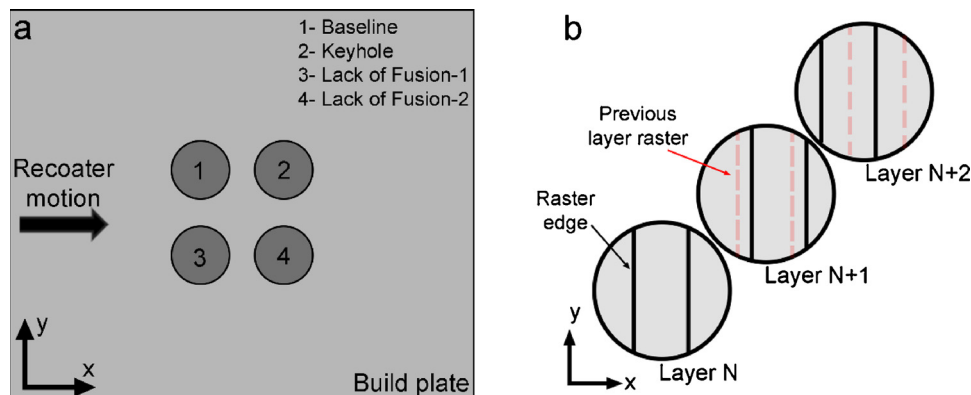 a
1- Baseline
2- Keyhole
3- Lack of Fusion-1
4- Lack of Fusion-2
Recoater
motion
1
2
3
4
y
x
Build plate
b
Previous
layer raster
Raster
edge
Layer N+2
Layer N+1
Layer N
y
x